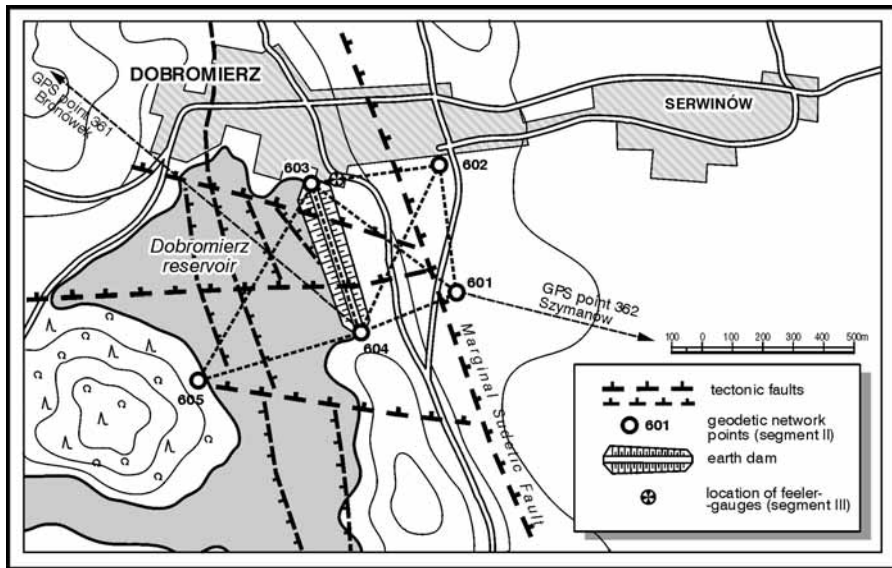 DOBROMIERZ
SERWINÓW
GPS point 361
Bronówek
603
602
Dobromierz
reservoir
601
GPS point 362
Szymanów
604
605
Marginal Sudetic Fault
100 0 100 200 300 400 500m
tectonic faults
601 geodetic network
points (segment II)
earth dam
location of feeler-
-gauges (segment III)